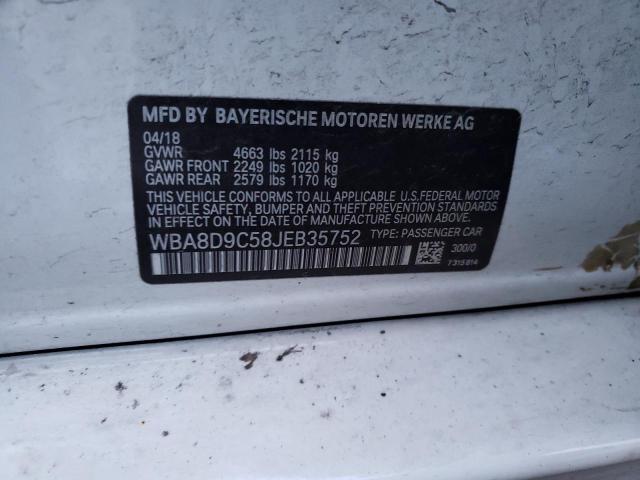 MFD BY BAYERISCHE MOTOREN WERKE AG
04/18
GVWR 4663 lbs 2115 kg
GAWR FRONT 2249 lbs 1020 kg
GAWR REAR 2579 lbs 1170 kg
THIS VEHICLE CONFORMS TO ALL APPLICABLE U.S.FEDERAL MOTOR
VEHICLE SAFETY, BUMPER AND THEFT PREVENTION STANDARDS
IN EFFECT ON THE DATE OF MANUFACTURE SHOWN ABOVE.
WBA8D9C58JEB35752 TYPE: PASSENGER CAR
300/0
7315814